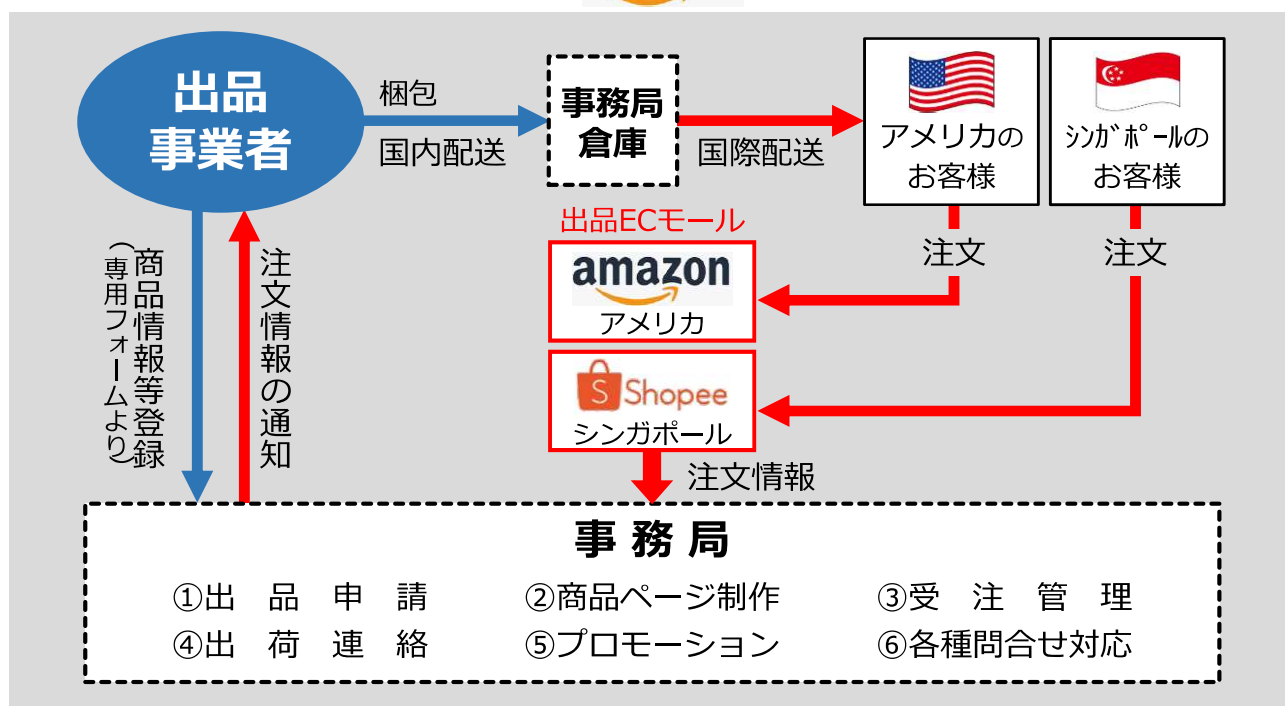 出品
事業者
梱包
国内配送
事務局
倉庫
国際配送
アメリカの
お客様
ｼﾝｶﾞﾎﾟｰﾙの
お客様
注文
注文
出品ECモール
amazon
アメリカ
S Shopee
シンガポール
注文情報
商品情報等登録
（専用フォームより）
注文情報の通知
事務局
①出品申請
②商品ページ制作
③受注管理
④出荷連絡
⑤プロモーション
⑥各種問合せ対応